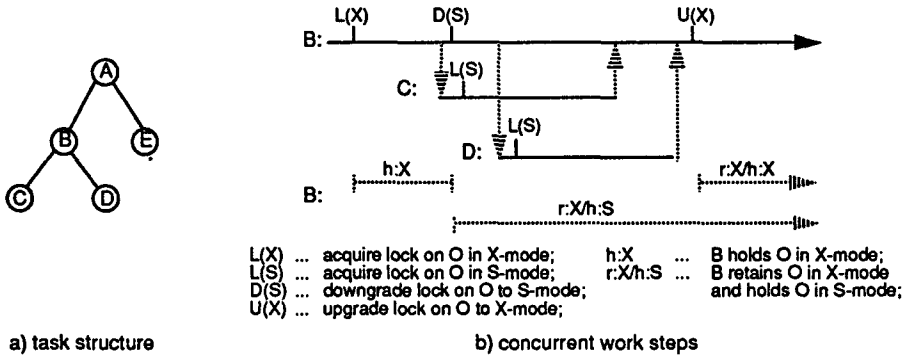 L(X) D(S) U(X)
B:
A
L(S)
C:
B E
L(S)
D:
h:X r:X/h:X
C D
B:
r:X/h:S
L(X) ... acquire lock on O in X-mode; h:X ... B holds O in X-mode;
L(S) ... acquire lock on O in S-mode; r:X/h:S ... B retains O in X-mode
D(S) ... downgrade lock on O to S-mode; and holds O in S-mode;
U(X) ... upgrade lock on O to X-mode;
a) task structure b) concurrent work steps